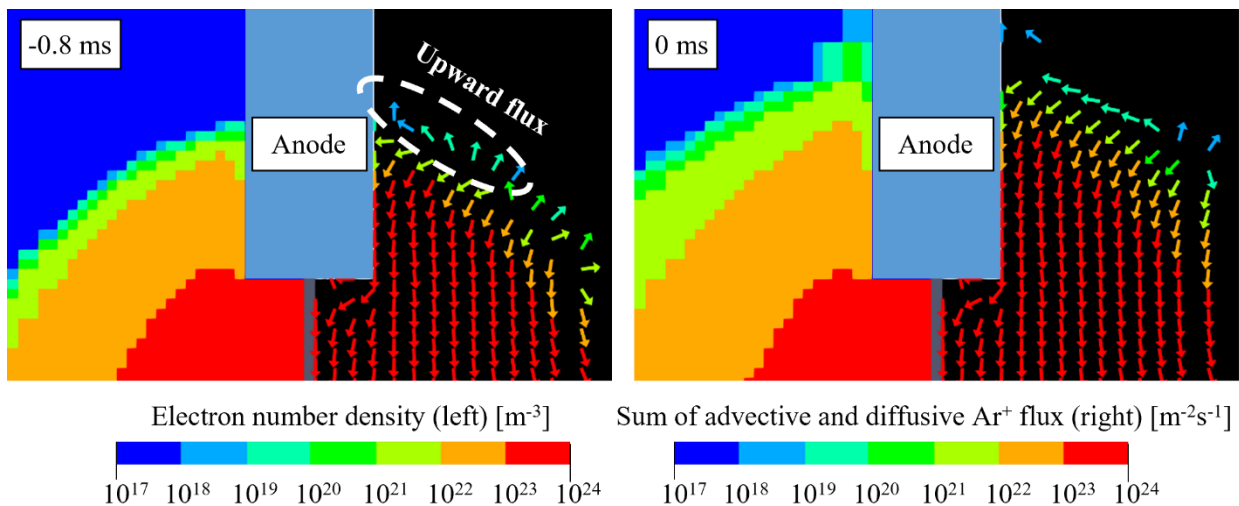 -0.8 ms
Upward flux
Anode
0 ms
Anode
Electron number density (left) [m⁻³]
10¹⁷ 10¹⁸ 10¹⁹ 10²⁰ 10²¹ 10²² 10²³ 10²⁴
Sum of advective and diffusive Ar⁺ flux (right) [m⁻²s⁻¹]
10¹⁷ 10¹⁸ 10¹⁹ 10²⁰ 10²¹ 10²² 10²³ 10²⁴